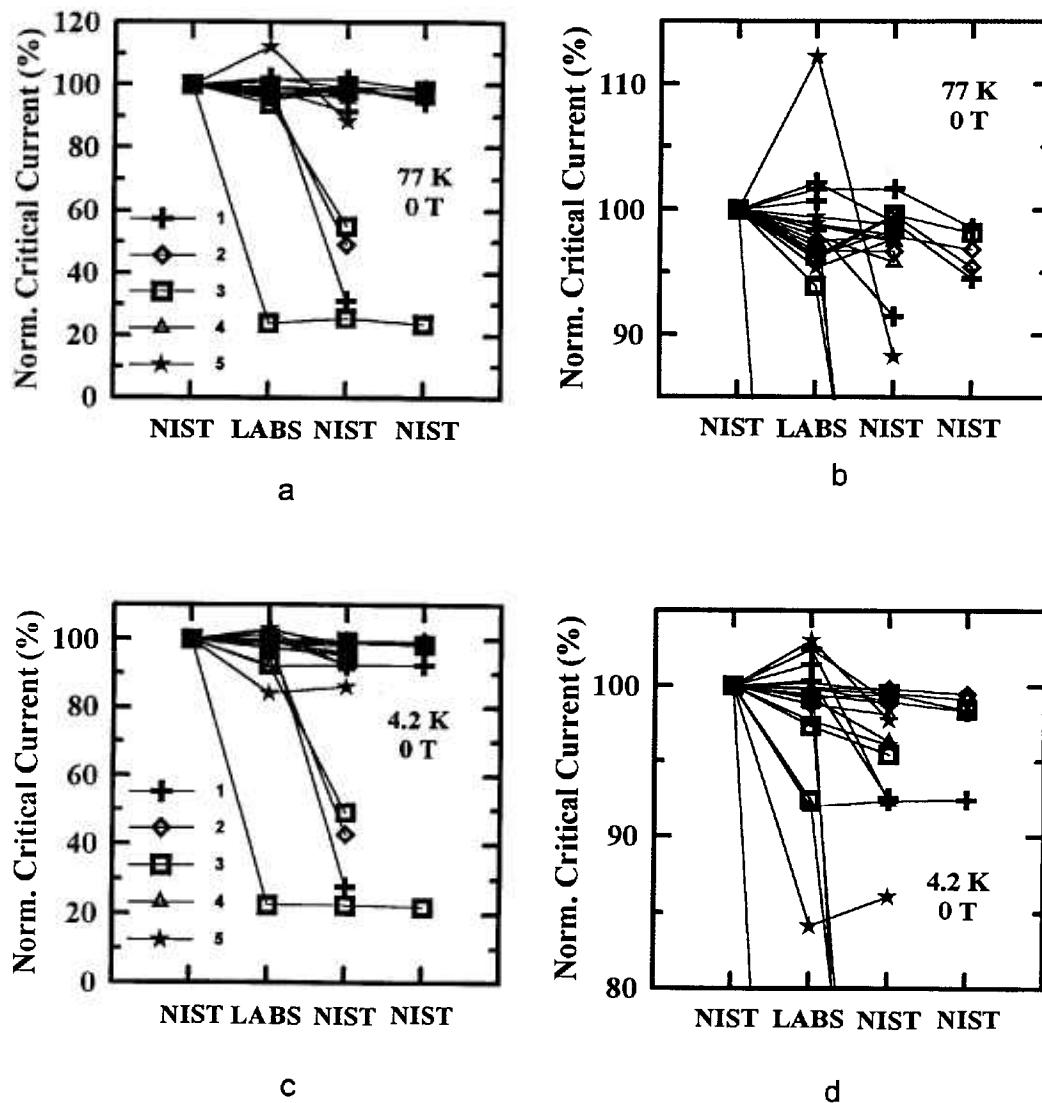 Norm. Critical Current (%)
120
100
80
60
40
20
0
77 K
0 T
1
2
3
4
5
NIST LABS NIST NIST
a
Norm. Critical Current (%)
110
100
90
77 K
0 T
NIST LABS NIST NIST
b
Norm. Critical Current (%)
100
80
60
40
20
0
4.2 K
0 T
1
2
3
4
5
NIST LABS NIST NIST
c
Norm. Critical Current (%)
100
90
80
4.2 K
0 T
NIST LABS NIST NIST
d